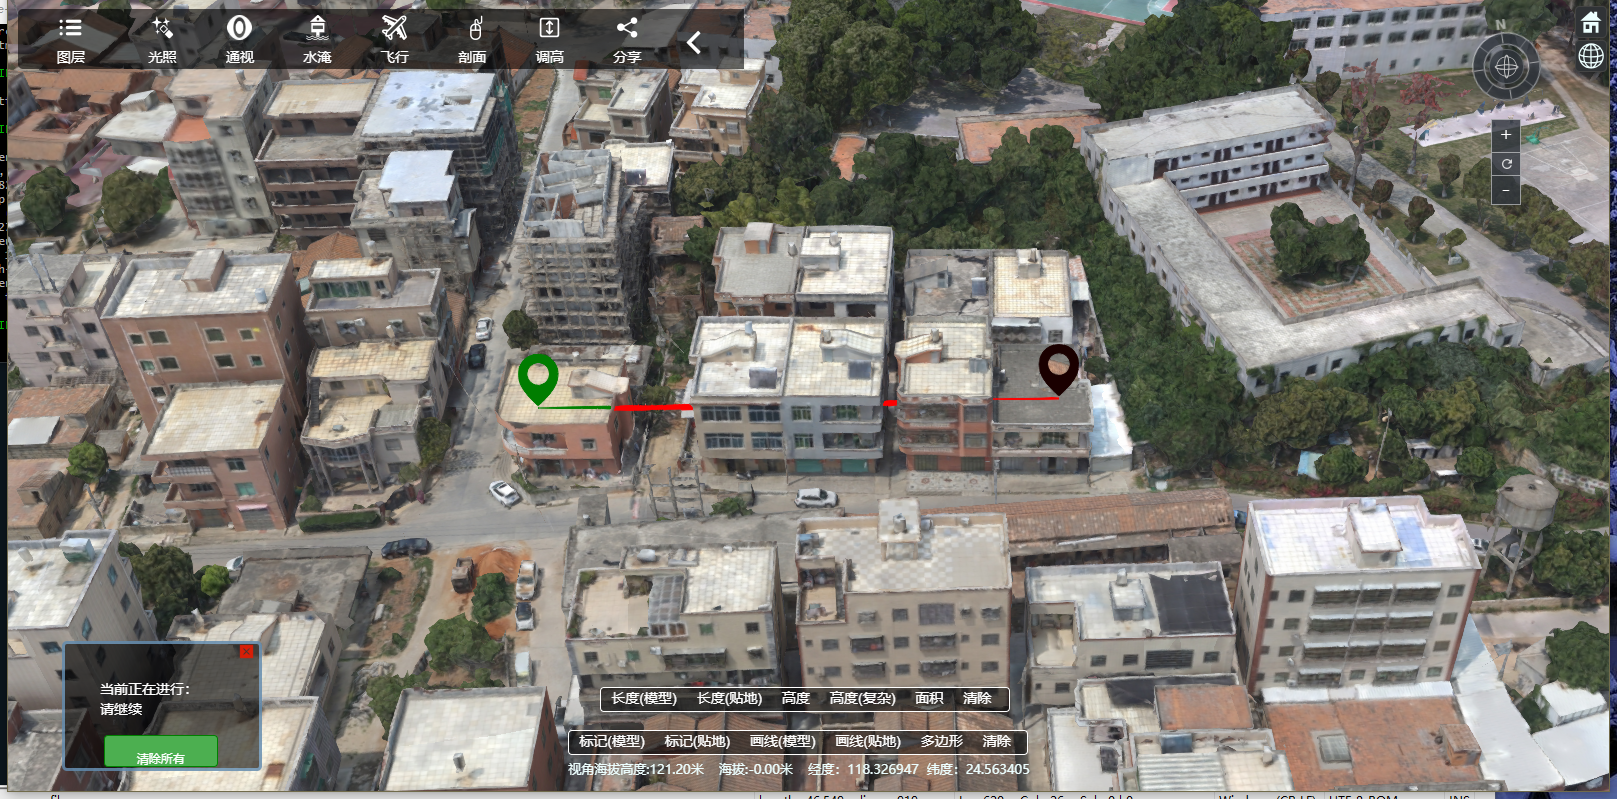 图层 光照 通视 水淹 飞行 剖面 调高 分享
N
+
−
当前正在进行:
请继续
清除所有
长度(模型) 长度(贴地) 高度 高度(复杂) 面积 清除
标记(模型) 标记(贴地) 画线(模型) 画线(贴地) 多边形 清除
视角海拔高度:121.20米 海拔:-0.00米 经度：118.326947 纬度：24.563405